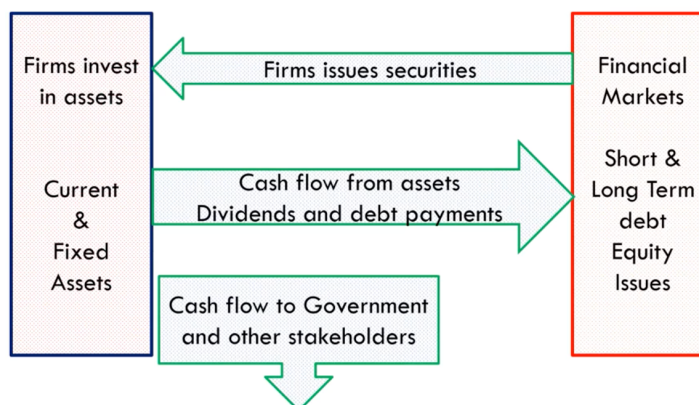 Firms invest
in assets
Current
&
Fixed
Assets
Firms issues securities
Cash flow from assets
Dividends and debt payments
Cash flow to Government
and other stakeholders
Financial
Markets
Short &
Long Term
debt
Equity
Issues